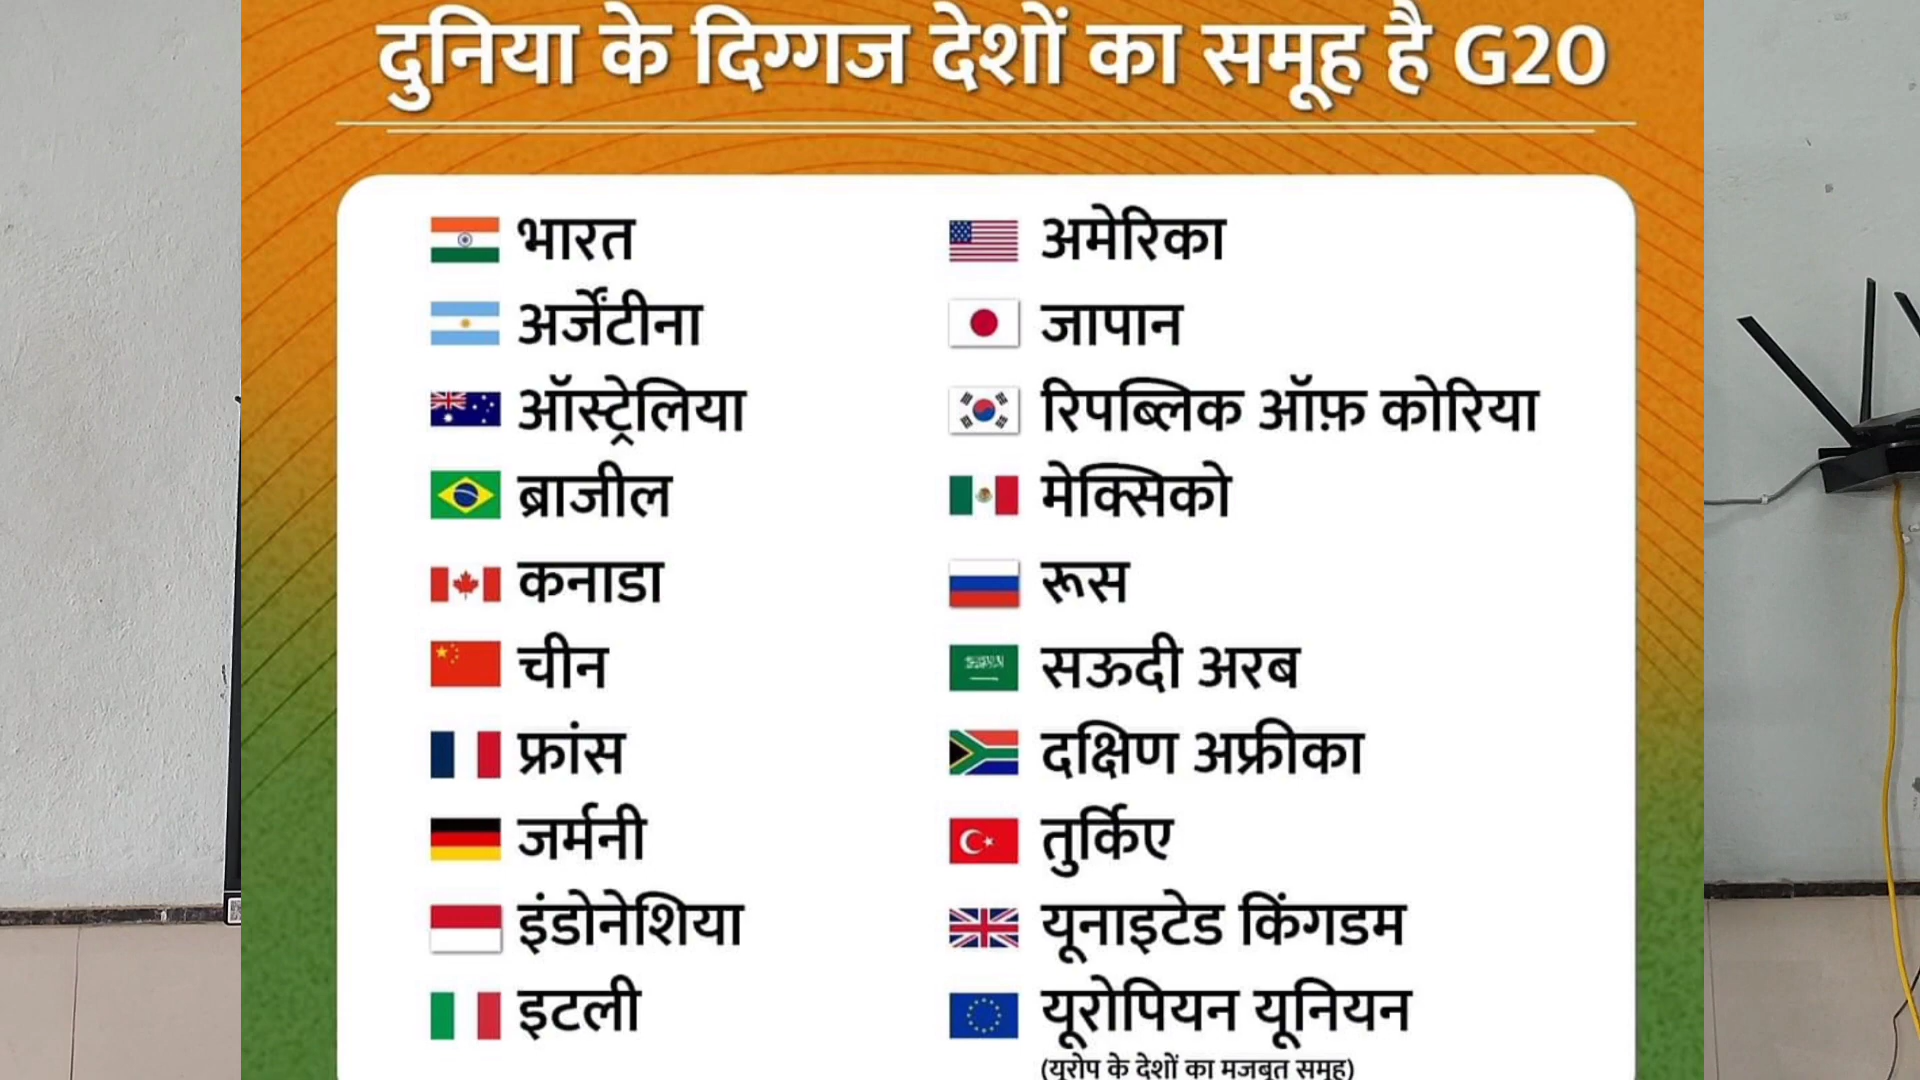 दुनिया के दिग्गज देशों का समूह है G20
भारत
अर्जेंटीना
ऑस्ट्रेलिया
ब्राजील
कनाडा
चीन
फ्रांस
जर्मनी
इंडोनेशिया
इटली
अमेरिका
जापान
रिपब्लिक ऑफ़ कोरिया
मेक्सिको
रूस
सऊदी अरब
दक्षिण अफ्रीका
तुर्किए
यूनाइटेड किंगडम
यूरोपियन यूनियन
(यूरोप के देशों का मजबूत समूह)